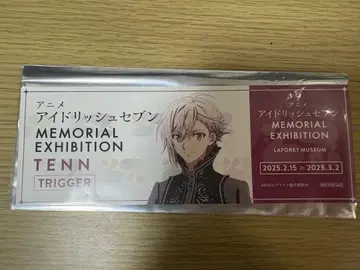 アニメ
アイドリッシュセブン
MEMORIAL
EXHIBITION
TENN
TRIGGER
アニメ
アイドリッシュセブン
MEMORIAL
EXHIBITION
LAFORET MUSEUM
2025.2.15 > 2025.3.2